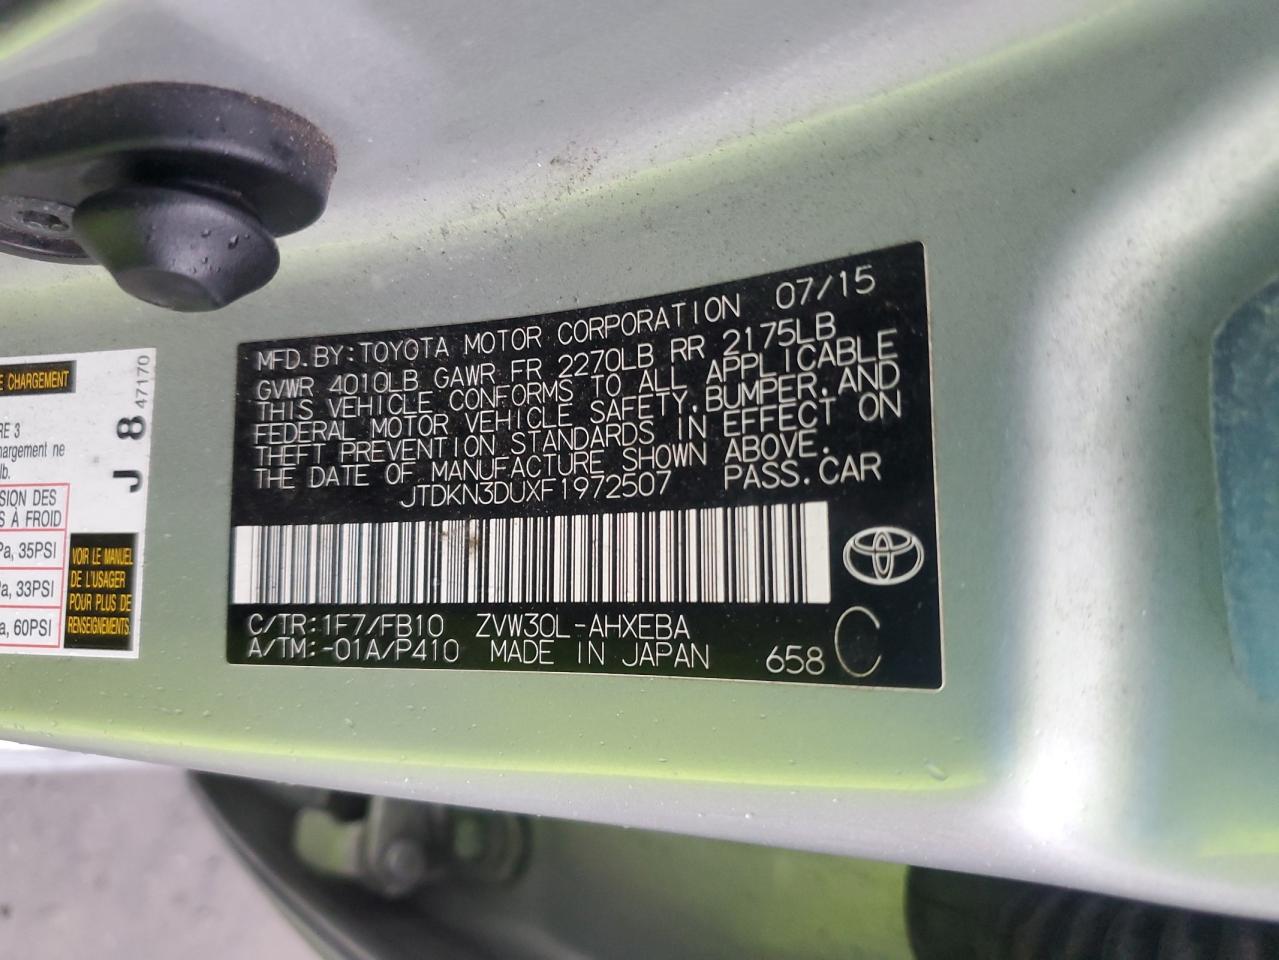 E CHARGEMENT
J 8
47170
RE 3
hargement ne
lb.
SION DES
S À FROID
Pa, 35PSI
a, 33PSI
a, 60PSI
VOIR LE MANUEL
DE L'USAGER
POUR PLUS DE
RENSEIGNEMENTS.
MFD.BY:TOYOTA MOTOR CORPORATION 07/15
GVWR 4010LB GAWR FR 2270LB RR 2175LB
THIS VEHICLE CONFORMS TO ALL APPLICABLE
FEDERAL MOTOR VEHICLE SAFETY,BUMPER,AND
THEFT PREVENTION STANDARDS IN EFFECT ON
THE DATE OF MANUFACTURE SHOWN ABOVE.
JTDKN3DUXF1972507 PASS.CAR
C/TR:1F7/FB10 ZVW30L-AHXEBA
A/TM:-01A/P410 MADE IN JAPAN 658 C